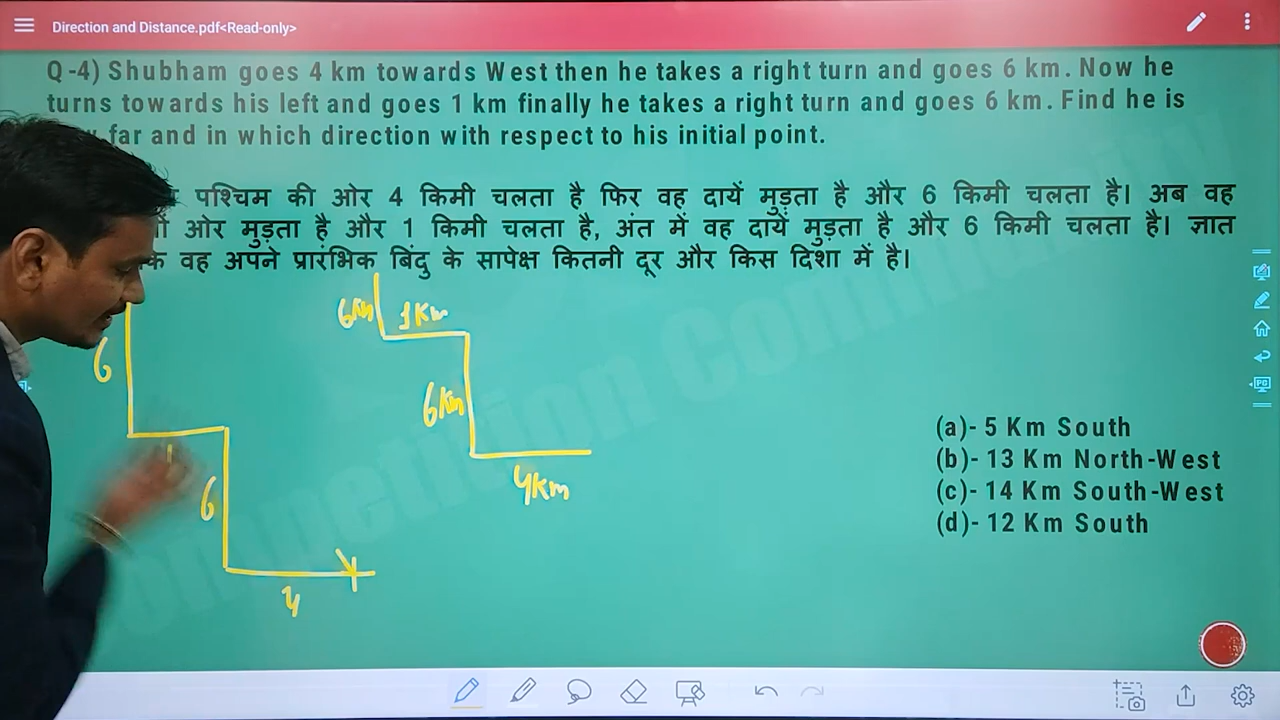 Direction and Distance.pdf<Read-only>
Q-4) Shubham goes 4 km towards West then he takes a right turn and goes 6 km. Now he
turns towards his left and goes 1 km finally he takes a right turn and goes 6 km. Find he is
far and in which direction with respect to his initial point.
पश्चिम की ओर 4 किमी चलता है फिर वह दायें मुड़ता है और 6 किमी चलता है। अब वह
ओर मुड़ता है और 1 किमी चलता है, अंत में वह दायें मुड़ता है और 6 किमी चलता है। ज्ञात
वह अपने प्रारंभिक बिंदु के सापेक्ष कितनी दूर और किस दिशा में है।
6Km 1Km
6
6Km
1
4Km
6
4
(a)- 5 Km South
(b)- 13 Km North-West
(c)- 14 Km South-West
(d)- 12 Km South